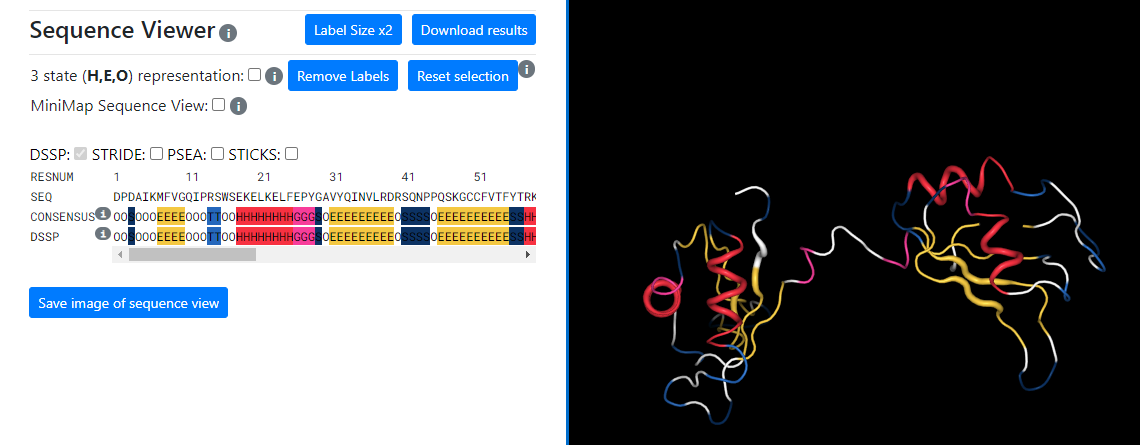 Sequence Viewer i Label Size x2 Download results
3 state (H,E,O) representation: i Remove Labels Reset selection i
MiniMap Sequence View: i
DSSP: STRIDE: PSEA: STICKS:
RESNUM 1 11 21 31 41 51
SEQ DPDAIKMFVGQIPRSWSEKELKELFEPYGAVYQINVLRDRSQNPPQSKGCCFVTFYTRK
CONSENSUS i OOSOOOEEEEOOOTTOOHHHHHHHHGGGSOEEEEEEEEEOSSSSOEEEEEEEEEESSHH
DSSP i OOSOOOEEEEOOOTTOOHHHHHHHHGGGSOEEEEEEEEEOSSSSOEEEEEEEEEESSHH
Save image of sequence view